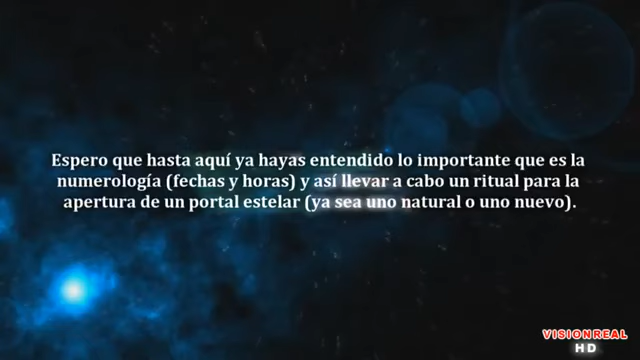 Espero que hasta aquí ya hayas entendido lo importante que es la
numerología (fechas y horas) y así llevar a cabo un ritual para la
apertura de un portal estelar (ya sea uno natural o uno nuevo).
VISIONREAL
HD